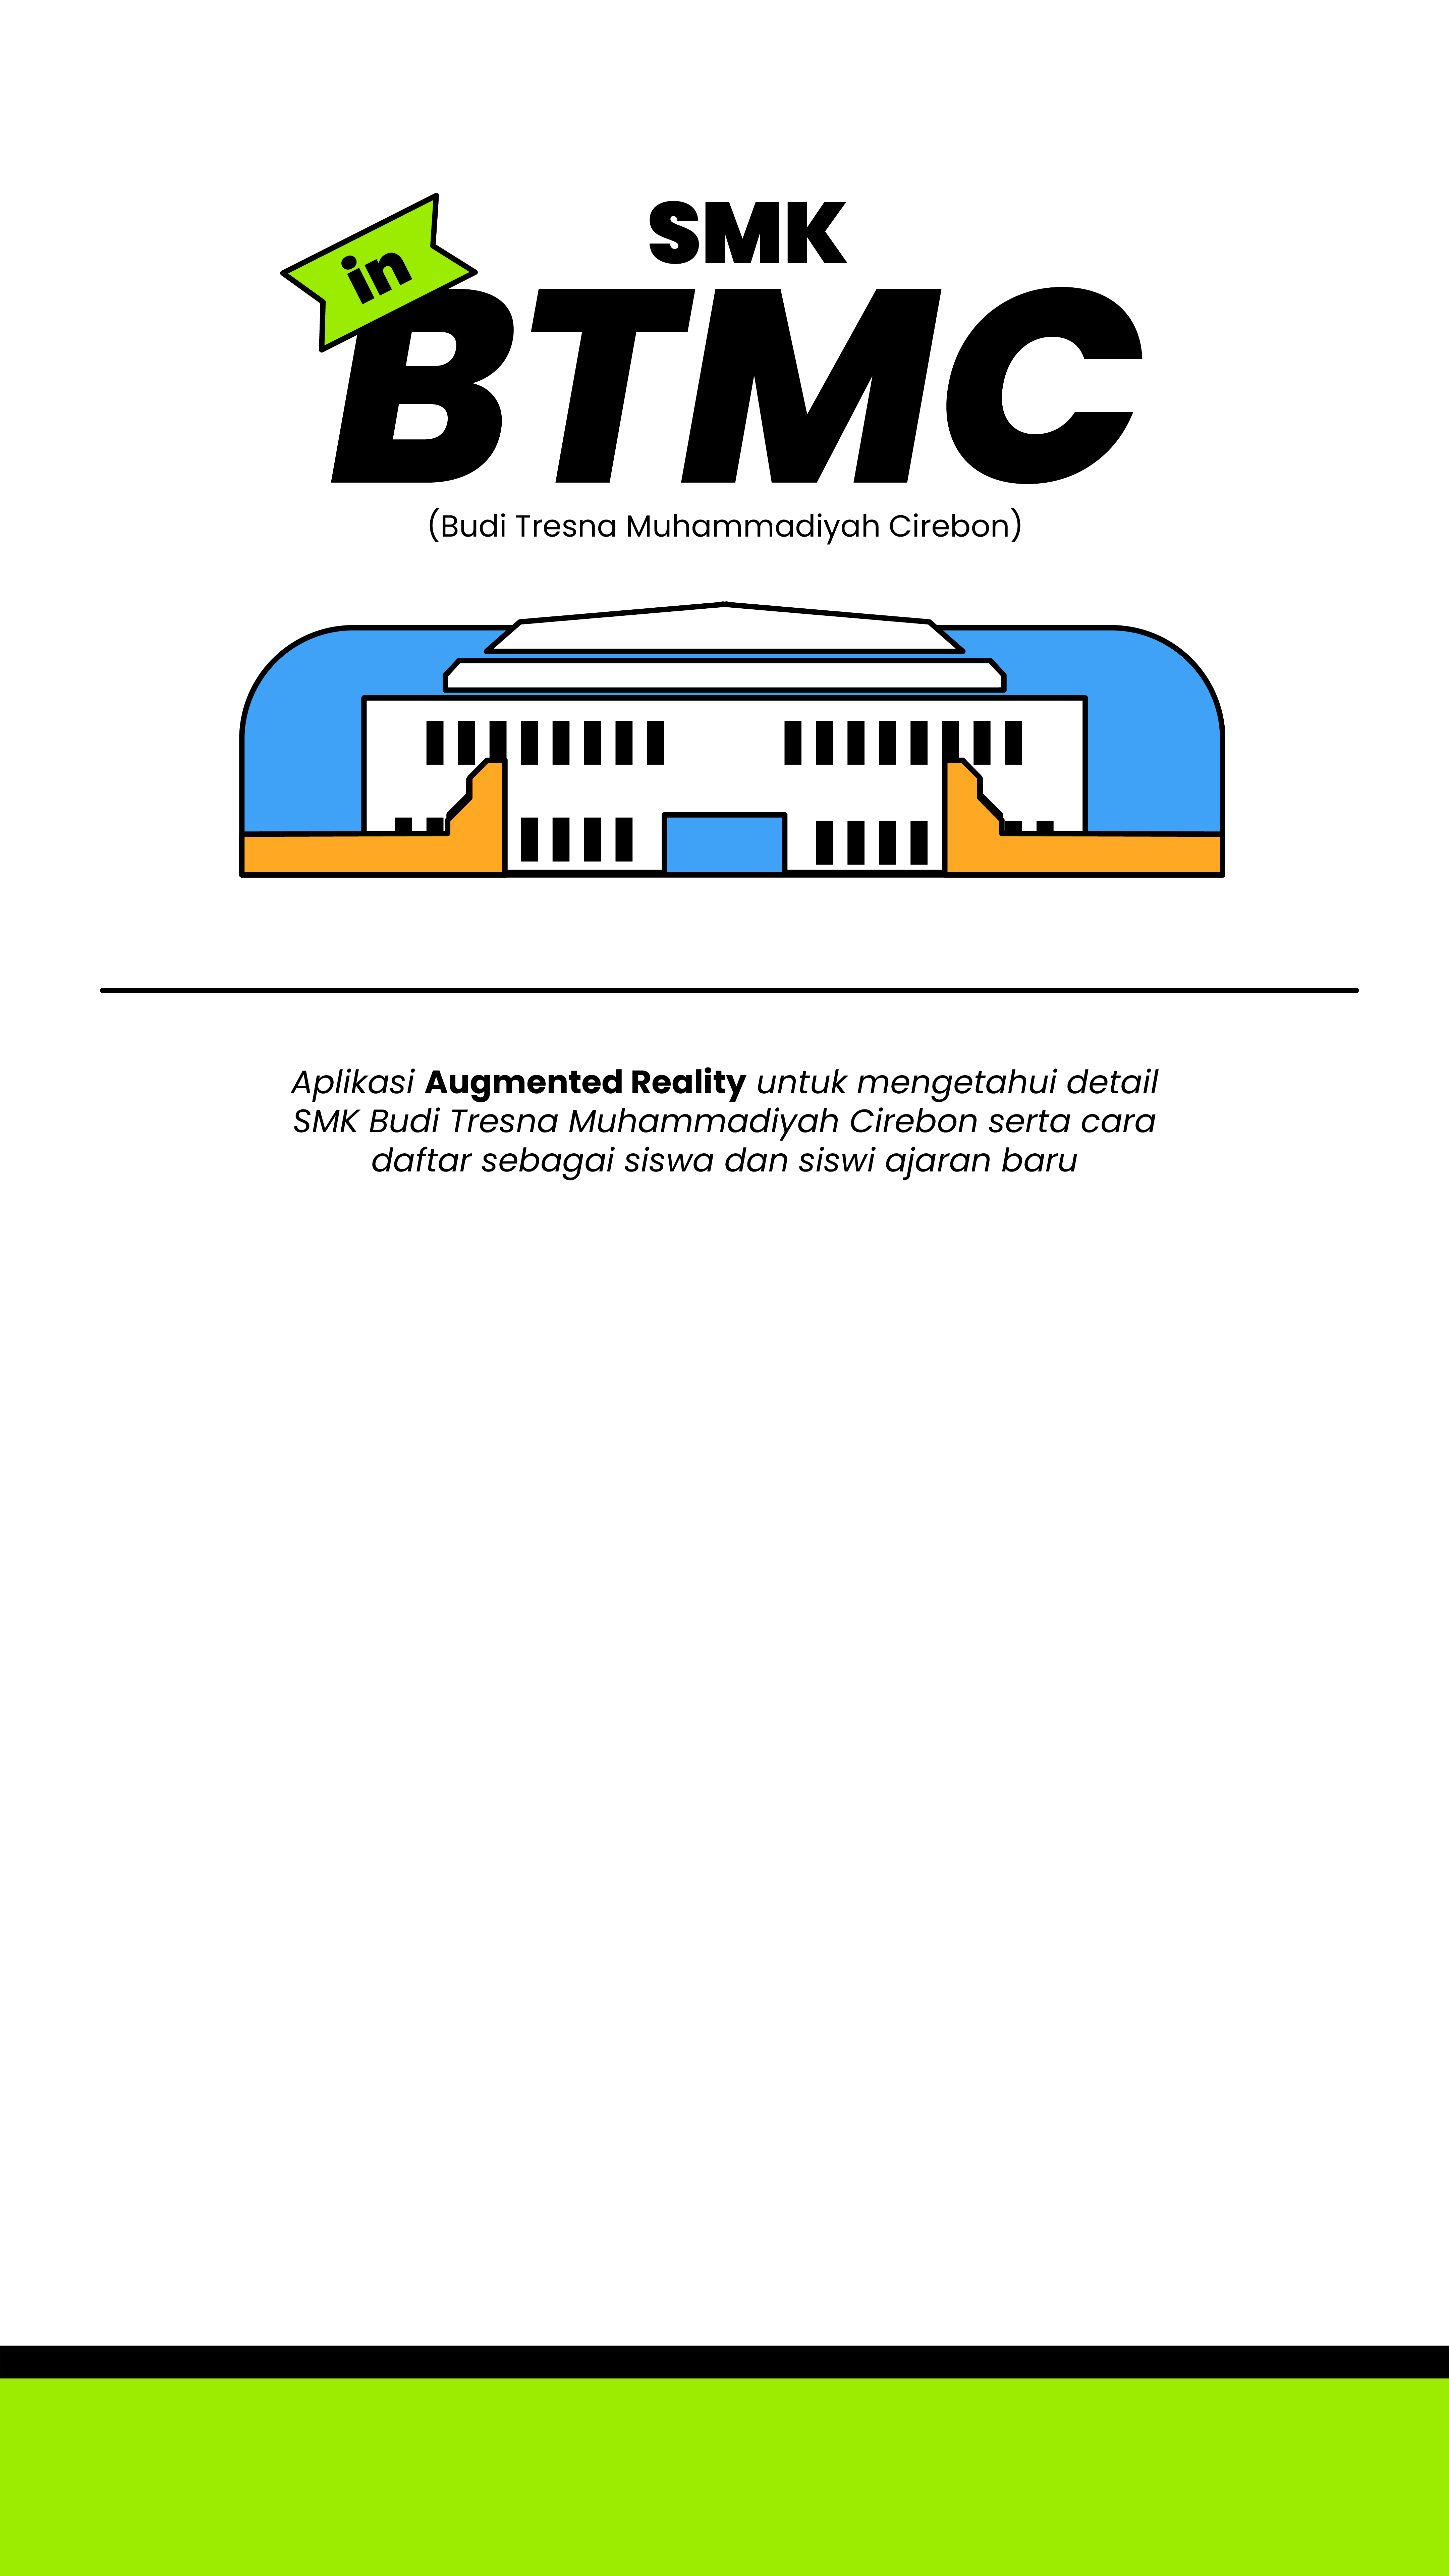 SMK
in
BTMC
(Budi Tresna Muhammadiyah Cirebon)
Aplikasi Augmented Reality untuk mengetahui detail
SMK Budi Tresna Muhammadiyah Cirebon serta cara
daftar sebagai siswa dan siswi ajaran baru